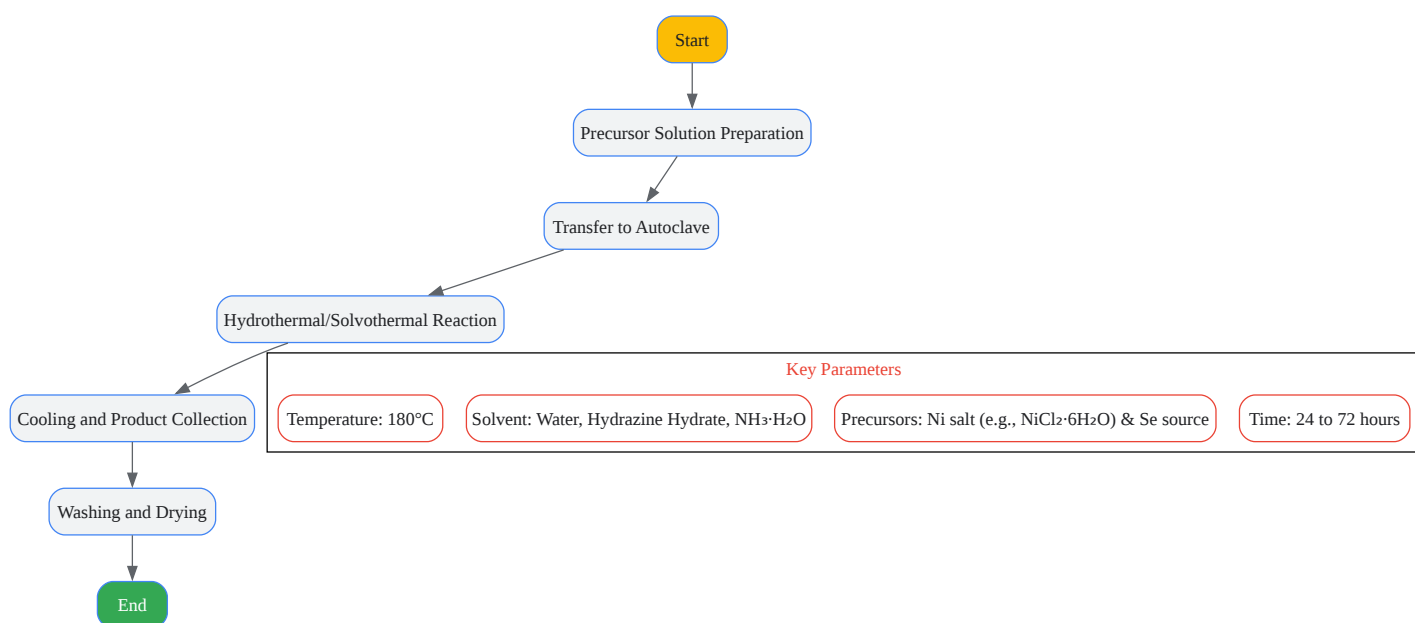 Start
Precursor Solution Preparation
Transfer to Autoclave
Hydrothermal/Solvothermal Reaction
Key Parameters
Cooling and Product Collection
Temperature: 180°C
Solvent: Water, Hydrazine Hydrate, NH₃·H₂O
Precursors: Ni salt (e.g., NiCl₂·6H₂O) & Se source
Time: 24 to 72 hours
Washing and Drying
End